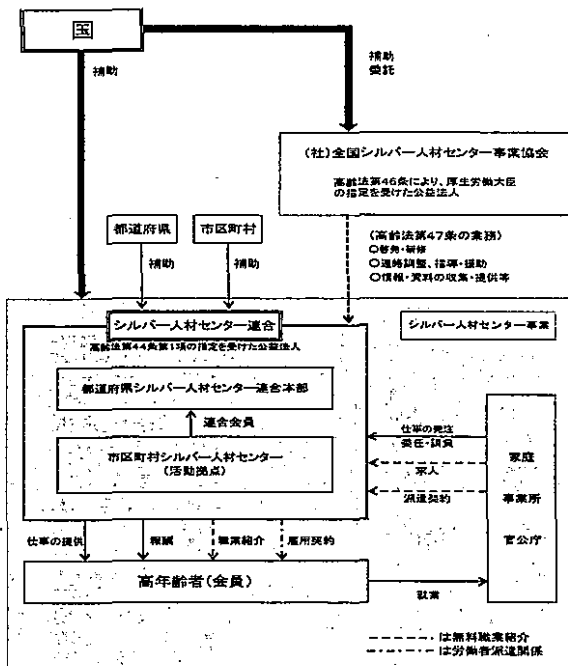 国
補助
補助
委託
(社)全国シルバー人材センター事業協会
高齢法第46条により、厚生労働大臣
の指定を受けた公益法人
都道府県
市区町村
補助
補助
(高齢法第47条の業務)
○啓発・研修
○連絡調整、指導・援助
○情報・資料の収集・提供等
シルバー人材センター連合
高齢法第44条第1項の指定を受けた公益法人
シルバー人材センター事業
都道府県シルバー人材センター連合本部
連合会員
市区町村シルバー人材センター
(活動拠点)
仕事の発注
委任・請負
求人
派遣契約
家庭
事業所
官公庁
仕事の提供
報酬
職業紹介
雇用契約
高年齢者(会員)
就業
は無料職業紹介
は労働者派遣関係